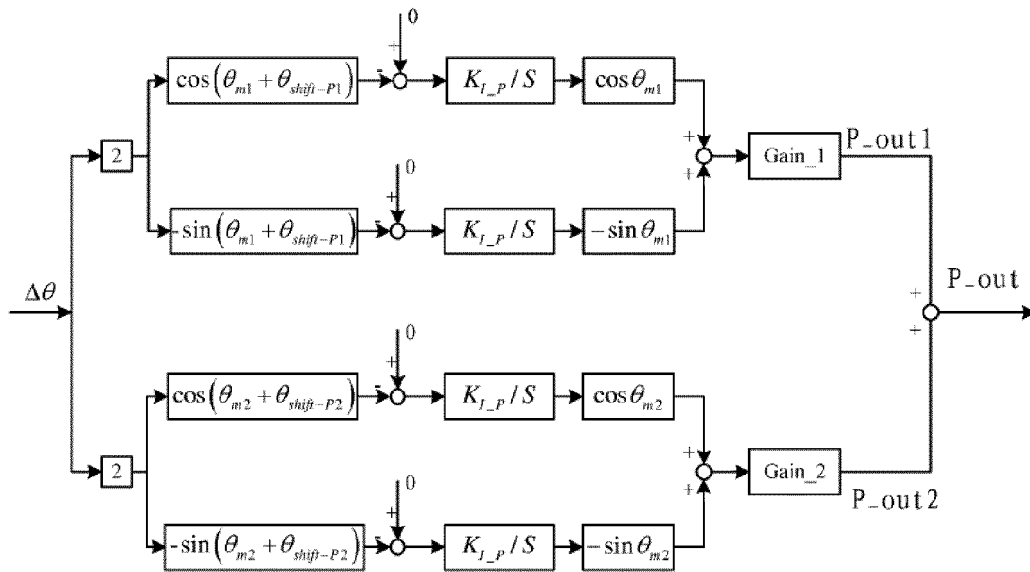 0
cos(θm1 + θshift-P1)
-
+
KI_P / S
cosθm1
+
2
Gain_1
P_out1
0
-sin(θm1 + θshift-P1)
-
+
KI_P / S
-sinθm1
+
Δθ
P_out
+
+
0
cos(θm2 + θshift-P2)
-
+
KI_P / S
cosθm2
+
2
Gain_2
P_out2
0
-sin(θm2 + θshift-P2)
-
+
KI_P / S
-sinθm2
+